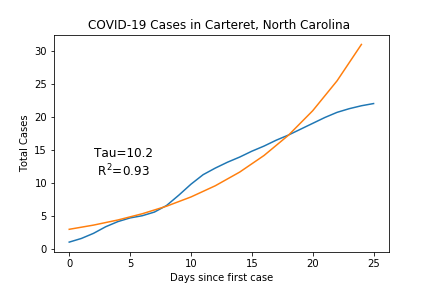 COVID-19 Cases in Carteret, North Carolina
Total Cases
30
25
20
15
10
5
0
Tau=10.2
R²=0.93
0 5 10 15 20 25
Days since first case